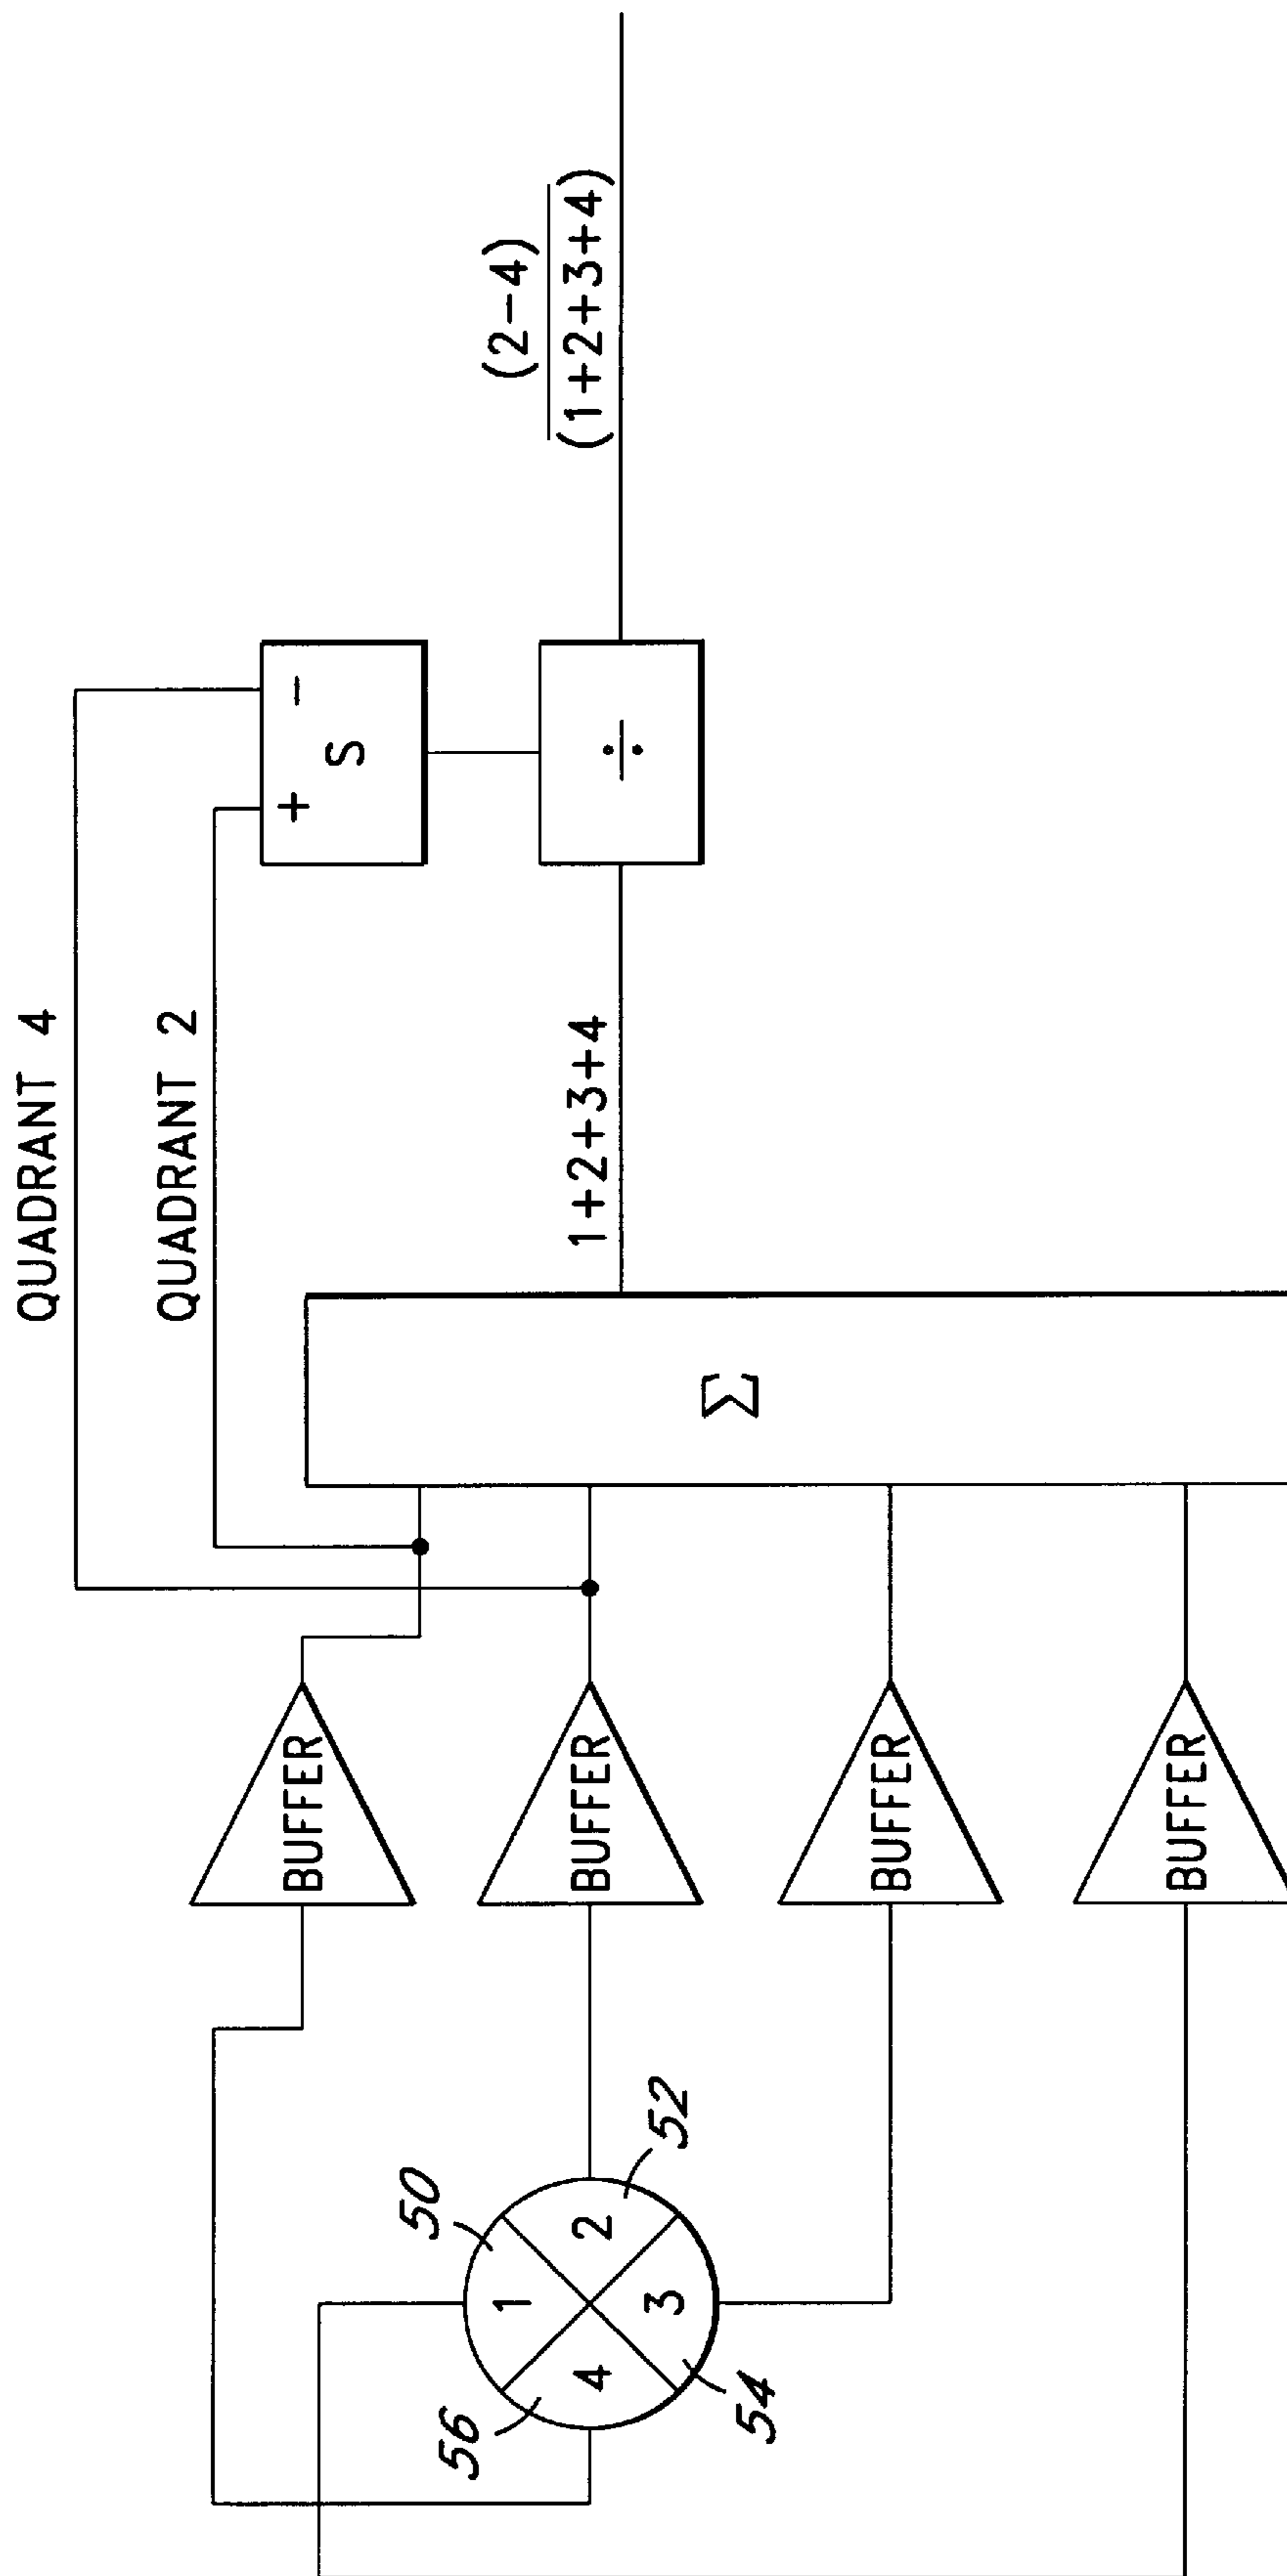 QUADRANT 4
QUADRANT 2
+ −
S
÷
(2−4)
(1+2+3+4)
1+2+3+4
Σ
BUFFER
BUFFER
BUFFER
BUFFER
50
52
54
56
1
2
3
4